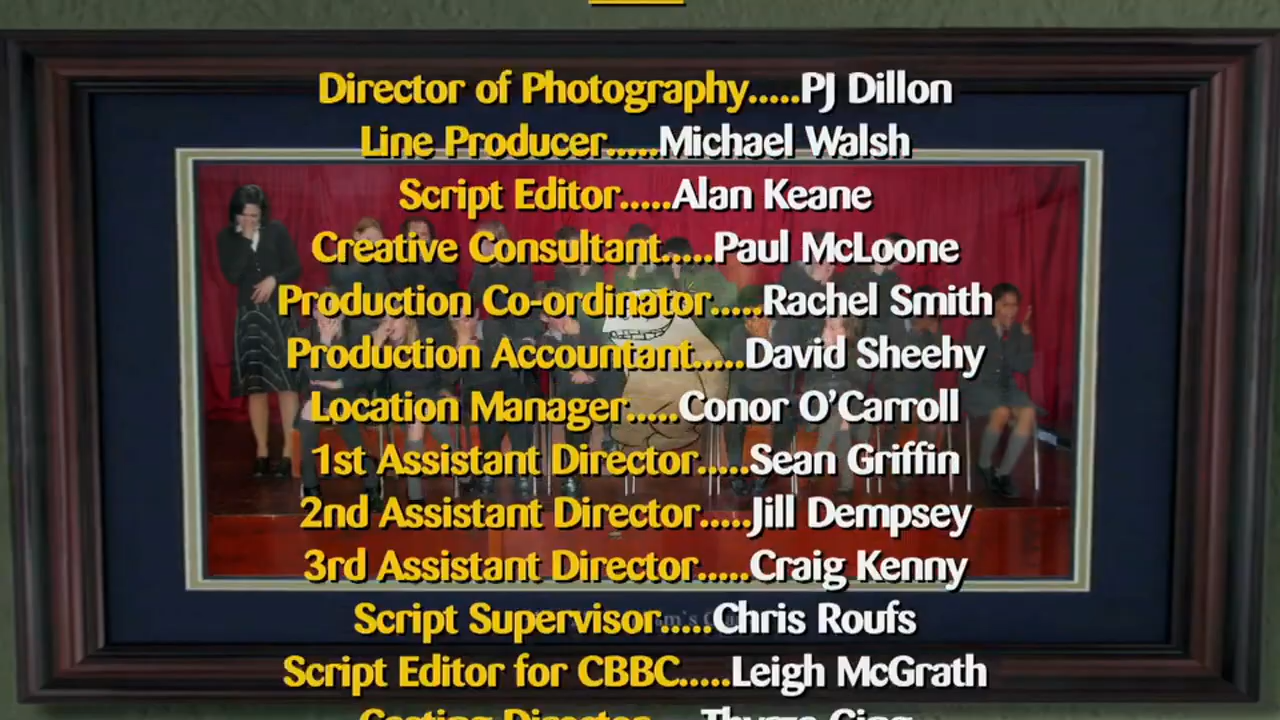 Director of Photography.....PJ Dillon
Line Producer.....Michael Walsh
Script Editor.....Alan Keane
Creative Consultant.....Paul McLoone
Production Co-ordinator.....Rachel Smith
Production Accountant.....David Sheehy
Location Manager.....Conor O'Carroll
1st Assistant Director.....Sean Griffin
2nd Assistant Director.....Jill Dempsey
3rd Assistant Director.....Craig Kenny
Script Supervisor.....Chris Roufs
Script Editor for CBBC.....Leigh McGrath
Casting Director.....